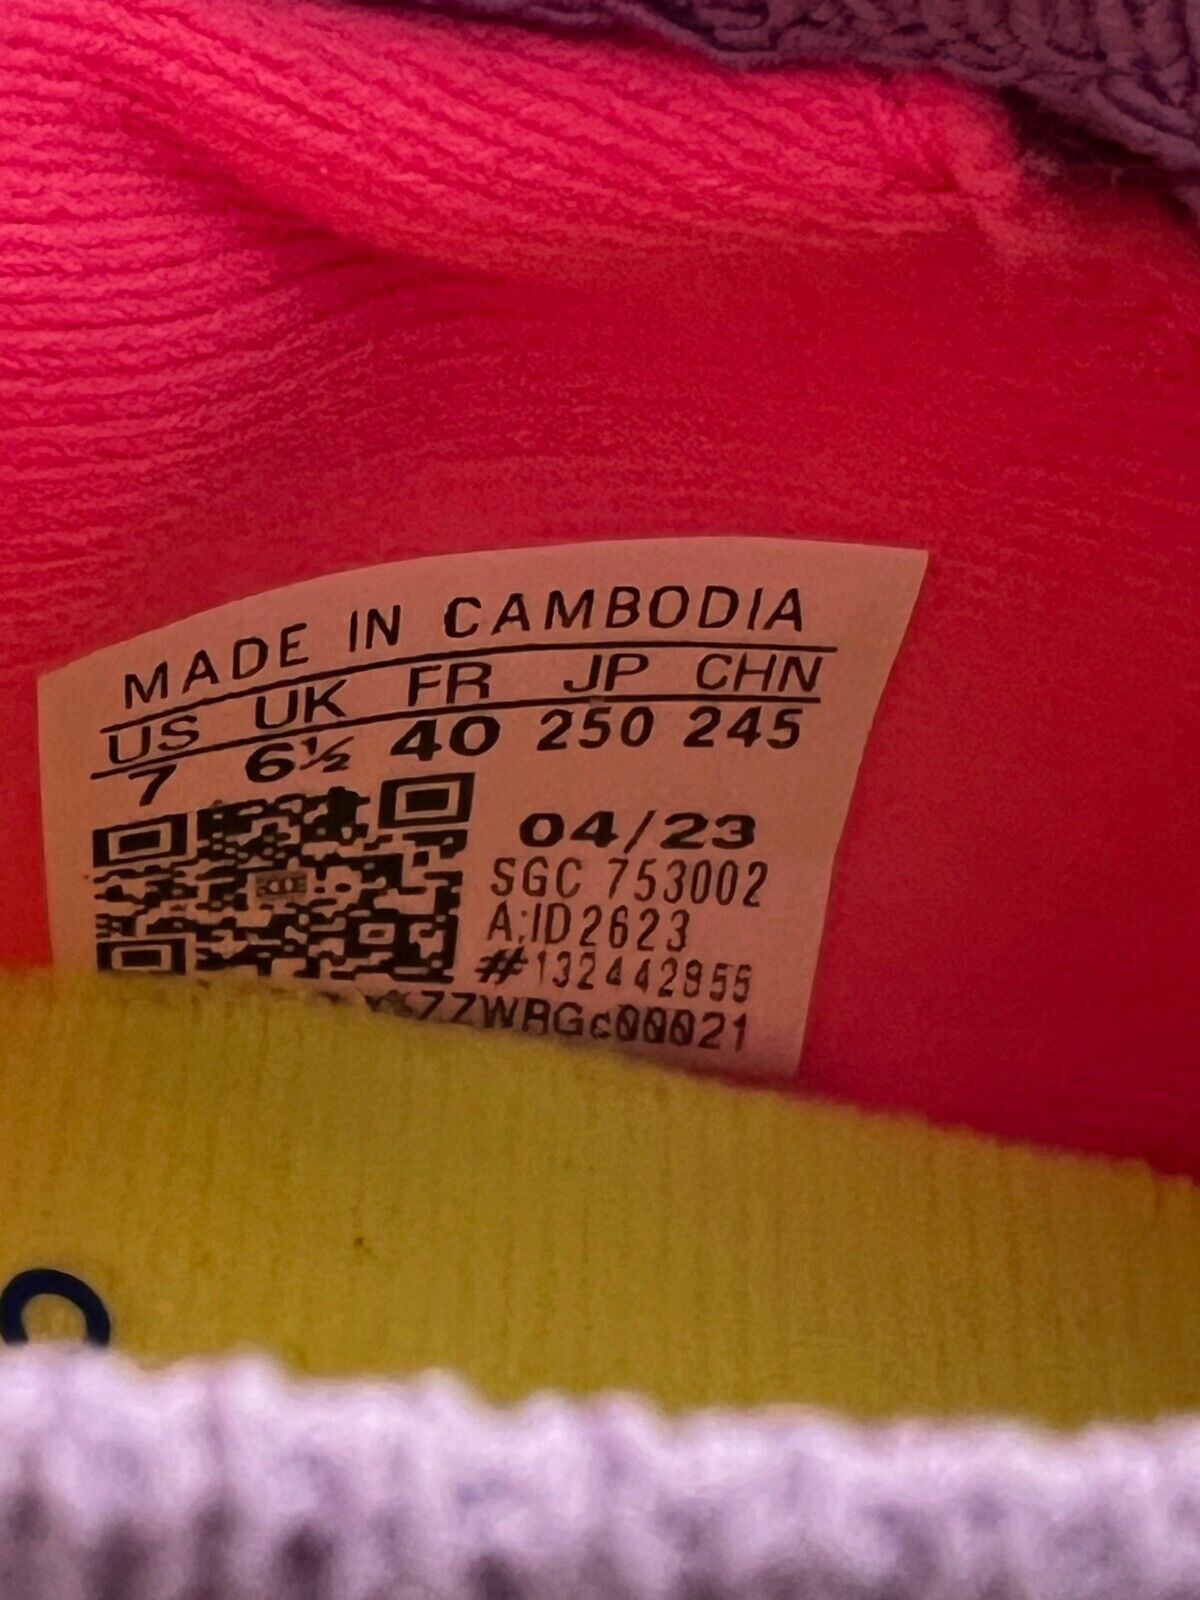 MADE IN CAMBODIA
US UK FR JP CHN
7 6½ 40 250 245
04/23
SGC 753002
A:ID2623
#132442955
ZZWRGc00021